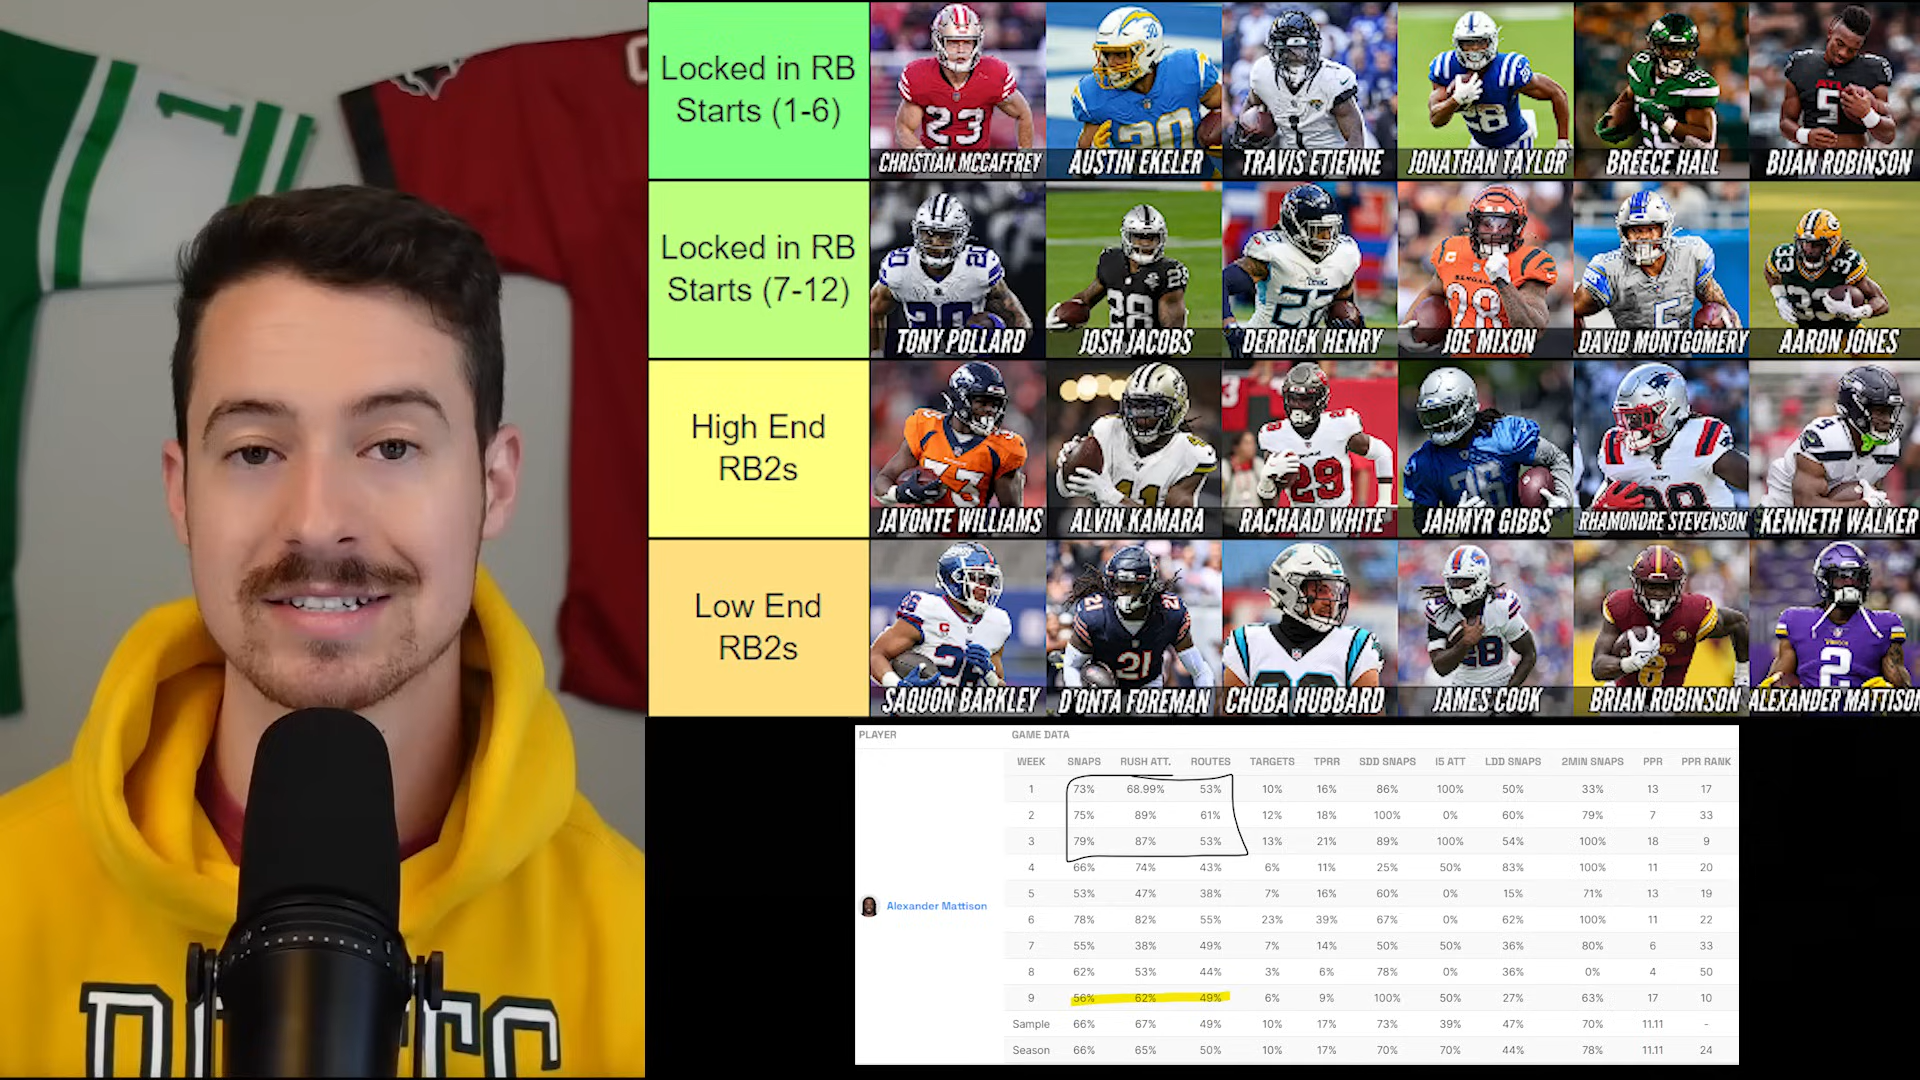 Locked in RB
Starts (1-6)
CHRISTIAN MCCAFFREY
AUSTIN EKELER
TRAVIS ETIENNE
JONATHAN TAYLOR
BREECE HALL
BIJAN ROBINSON
Locked in RB
Starts (7-12)
TONY POLLARD
JOSH JACOBS
DERRICK HENRY
JOE MIXON
DAVID MONTGOMERY
AARON JONES
High End
RB2s
JAVONTE WILLIAMS
ALVIN KAMARA
RACHAAD WHITE
JAHMYR GIBBS
RHAMONDRE STEVENSON
KENNETH WALKER
Low End
RB2s
SAQUON BARKLEY
D'ONTA FOREMAN
CHUBA HUBBARD
JAMES COOK
BRIAN ROBINSON
ALEXANDER MATTISON
PLAYER GAME DATA
WEEK SNAPS RUSH ATT. ROUTES TARGETS TPRR SDD SNAPS I5 ATT LDD SNAPS 2MIN SNAPS PPR PPR RANK
1 73% 68.99% 53% 10% 16% 86% 100% 50% 33% 13 17
2 75% 89% 61% 12% 18% 100% 0% 60% 79% 7 33
3 79% 87% 53% 13% 21% 89% 100% 54% 100% 18 9
4 66% 74% 43% 6% 11% 25% 50% 83% 100% 11 20
5 53% 47% 38% 7% 16% 60% 0% 15% 71% 13 19
Alexander Mattison
6 78% 82% 55% 23% 39% 67% 0% 62% 100% 11 22
7 55% 38% 49% 7% 14% 50% 50% 36% 80% 6 33
8 62% 53% 44% 3% 6% 78% 0% 36% 0% 4 50
9 56% 62% 49% 6% 9% 100% 50% 27% 63% 17 10
Sample 66% 67% 49% 10% 17% 73% 39% 47% 70% 11.11 -
Season 66% 65% 50% 10% 17% 70% 70% 44% 78% 11.11 24